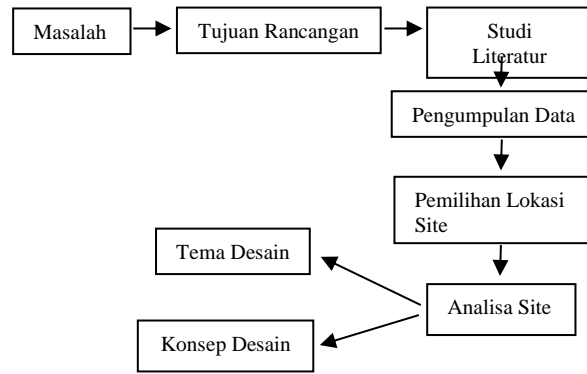 Masalah
Tujuan Rancangan
Studi
Literatur
Pengumpulan Data
Pemilihan Lokasi
Site
Tema Desain
Analisa Site
Konsep Desain